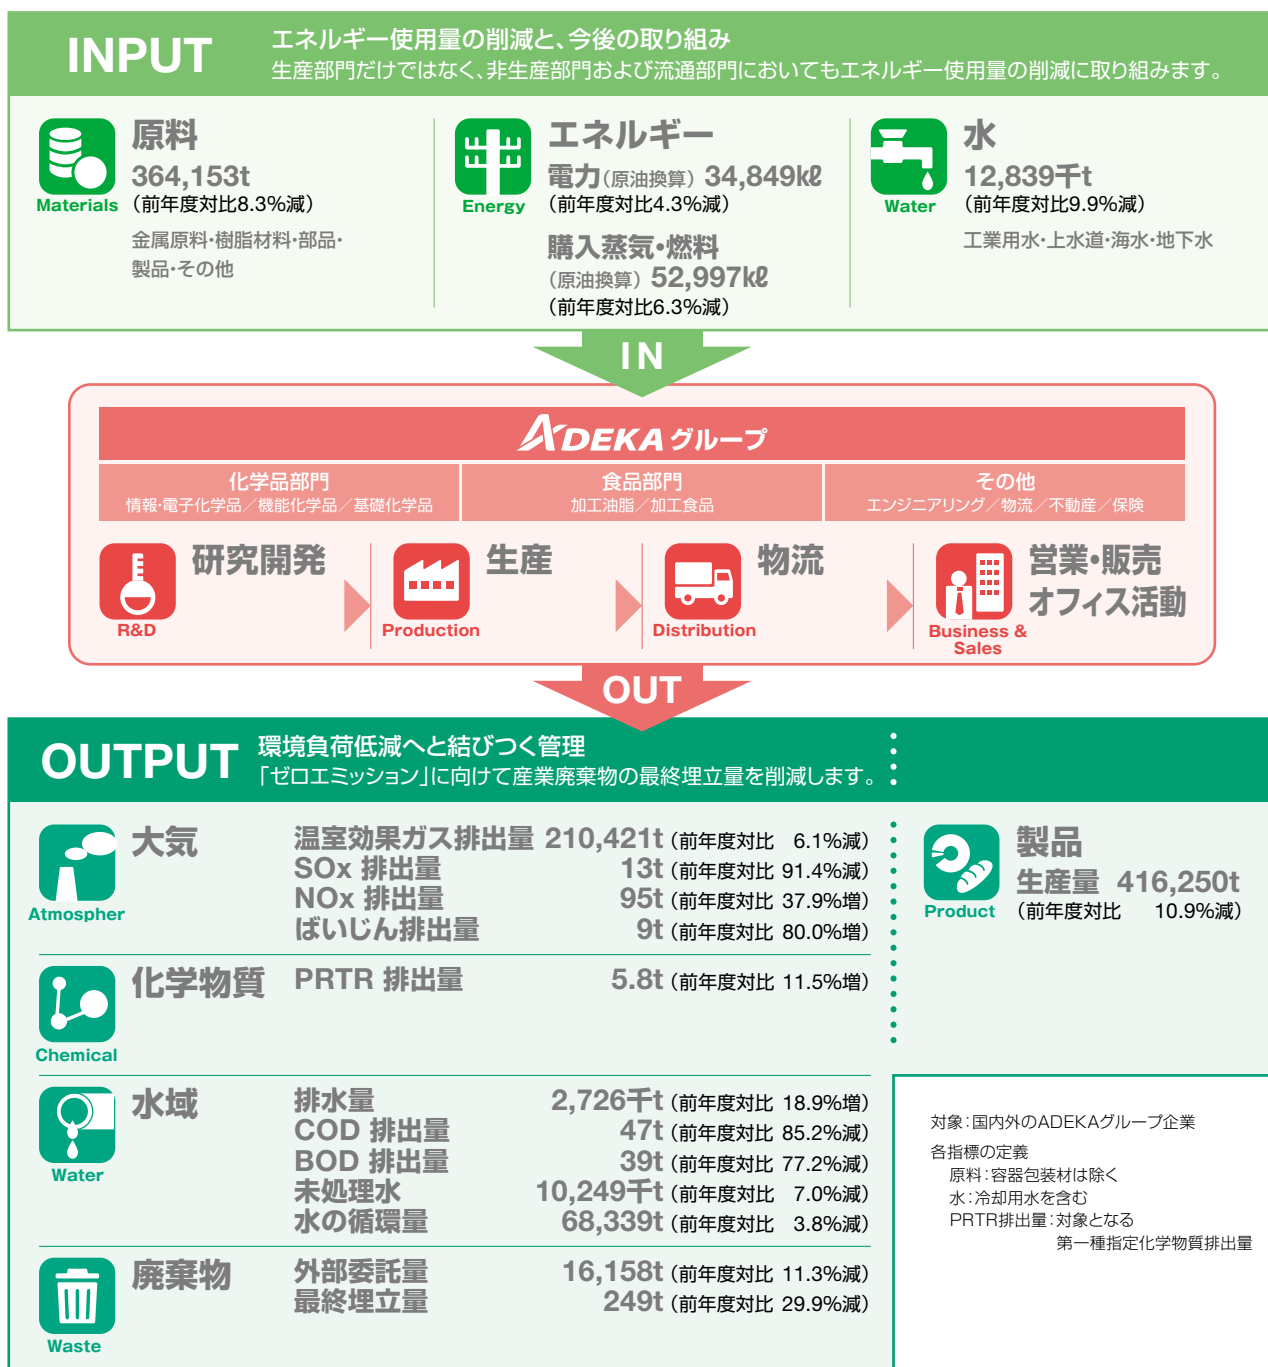 INPUT
エネルギー使用量の削減と、今後の取り組み
生産部門だけではなく、非生産部門および流通部門においてもエネルギー使用量の削減に取り組みます。
Materials
原料
364,153t
（前年度対比8.3%減）
金属原料・樹脂材料・部品・
製品・その他
Energy
エネルギー
電力（原油換算） 34,849㎘
（前年度対比4.3%減）
購入蒸気・燃料
（原油換算） 52,997㎘
（前年度対比6.3%減）
Water
水
12,839千t
（前年度対比9.9%減）
工業用水・上水道・海水・地下水
IN
ADEKA グループ
化学品部門
情報・電子化学品／機能化学品／基礎化学品
食品部門
加工油脂／加工食品
その他
エンジニアリング／物流／不動産／保険
研究開発
R&D
生産
Production
物流
Distribution
営業・販売
オフィス活動
Business &
Sales
OUT
OUTPUT
環境負荷低減へと結びつく管理
「ゼロエミッション」に向けて産業廃棄物の最終埋立量を削減します。
Atmospher
大気
温室効果ガス排出量 210,421t（前年度対比 6.1%減）
SOx 排出量 13t（前年度対比 91.4%減）
NOx 排出量 95t（前年度対比 37.9%増）
ばいじん排出量 9t（前年度対比 80.0%増）
Chemical
化学物質
PRTR 排出量 5.8t（前年度対比 11.5%増）
Water
水域
排水量 2,726千t（前年度対比 18.9%増）
COD 排出量 47t（前年度対比 85.2%減）
BOD 排出量 39t（前年度対比 77.2%減）
未処理水 10,249千t（前年度対比 7.0%減）
水の循環量 68,339t（前年度対比 3.8%減）
Waste
廃棄物
外部委託量 16,158t（前年度対比 11.3%減）
最終埋立量 249t（前年度対比 29.9%減）
Product
製品
生産量 416,250t
（前年度対比 10.9%減）
対象：国内外のADEKAグループ企業
各指標の定義
原料：容器包装材は除く
水：冷却用水を含む
PRTR排出量：対象となる
第一種指定化学物質排出量